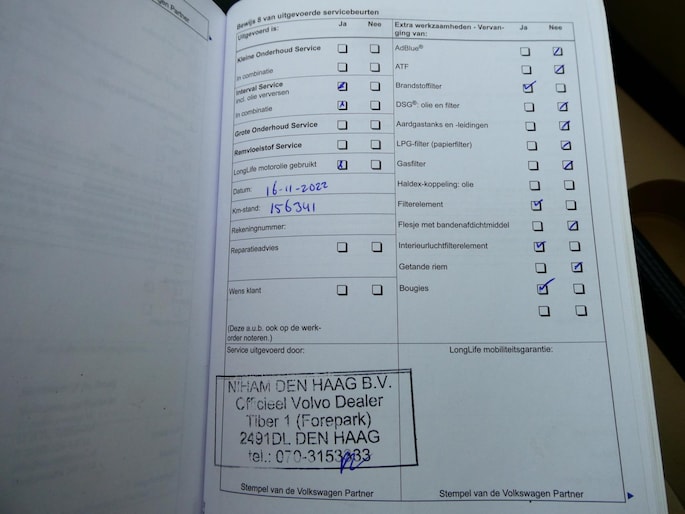 Volkswagen Partner
Bewijs 8 van uitgevoerde servicebeurten
Uitgevoerd is: Ja Nee
Kleine Onderhoud Service
In combinatie
Interval Service
incl. olie verversen
In combinatie
Grote Onderhoud Service
Remvloeistof Service
LongLife motorolie gebruikt
Datum: 16-11-2022
Km-stand: 156341
Rekeningnummer:
Reparatieadvies
Wens klant
(Deze a.u.b. ook op de werk-
order noteren.)
Service uitgevoerd door:
NIHAM DEN HAAG B.V.
Officieel Volvo Dealer
Tiber 1 (Forepark)
2491DL DEN HAAG
tel.: 070-3153333
Stempel van de Volkswagen Partner
Extra werkzaamheden - Vervan-
ging van: Ja Nee
AdBlue®
ATF
Brandstoffilter
DSG®: olie en filter
Aardgastanks en -leidingen
LPG-filter (papierfilter)
Gasfilter
Haldex-koppeling: olie
Filterelement
Flesje met bandenafdichtmiddel
Interieurluchtfilterelement
Getande riem
Bougies
LongLife mobiliteitsgarantie:
Stempel van de Volkswagen Partner